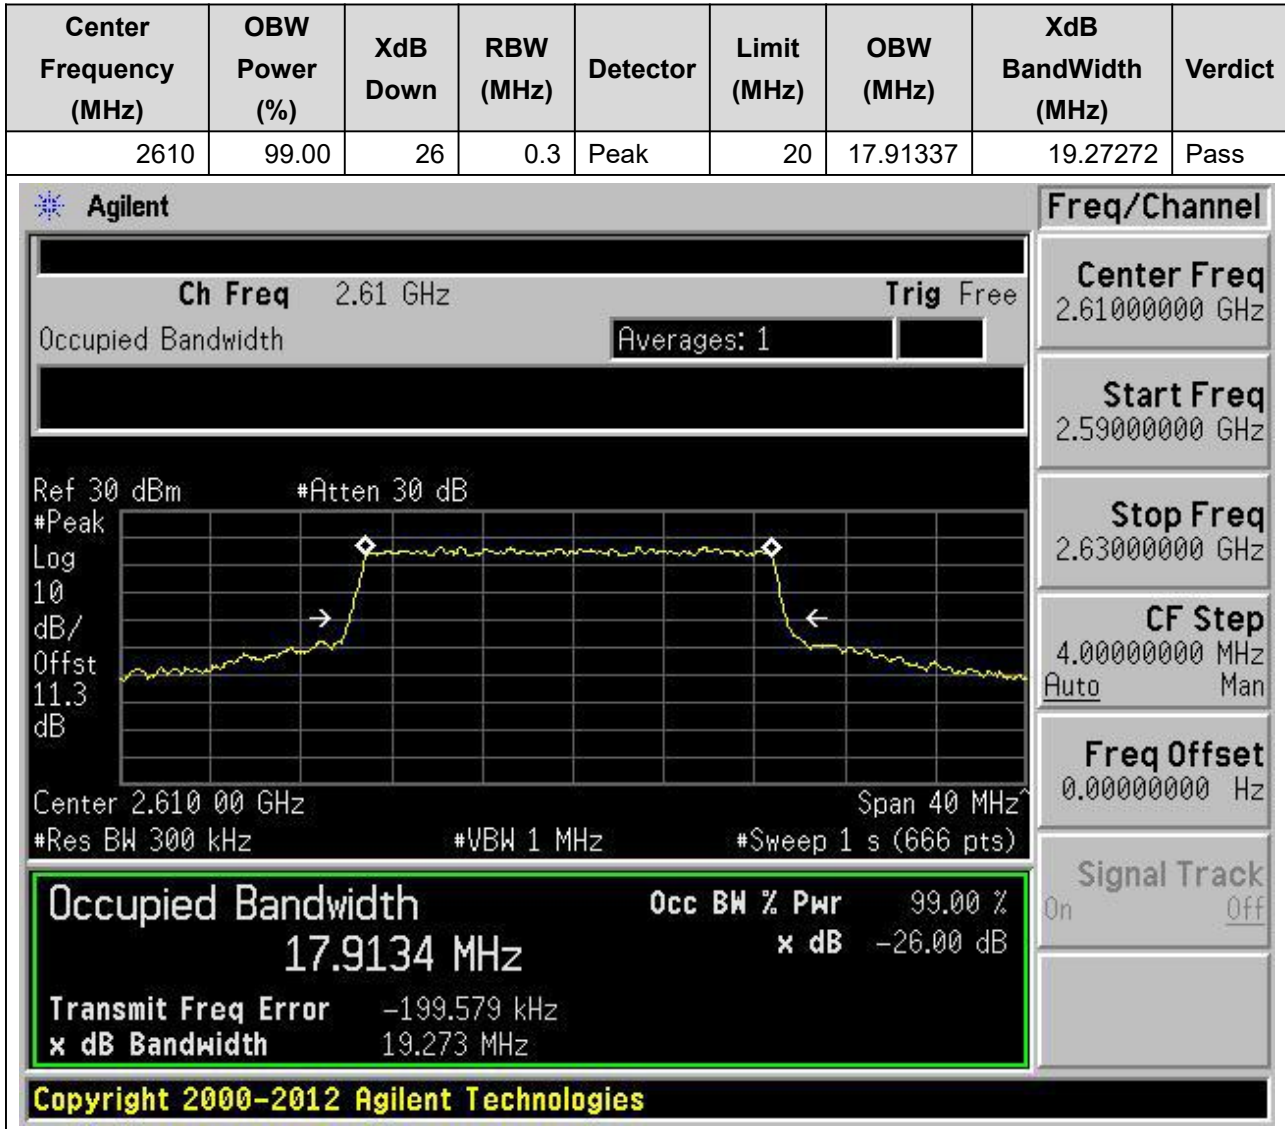 Center Frequency (MHz) OBW Power (%) XdB Down RBW (MHz) Detector Limit (MHz) OBW (MHz) XdB BandWidth (MHz) Verdict
2610 99.00 26 0.3 Peak 20 17.91337 19.27272 Pass
Agilent
Freq/Channel
Ch Freq 2.61 GHz Trig Free
Occupied Bandwidth Averages: 1
Center Freq
2.61000000 GHz
Start Freq
2.59000000 GHz
Stop Freq
2.63000000 GHz
CF Step
4.00000000 MHz
Auto Man
Freq Offset
0.00000000 Hz
Signal Track
On Off
Ref 30 dBm #Atten 30 dB
#Peak
Log
10
dB/
Offst
11.3
dB
Center 2.610 00 GHz Span 40 MHz^
#Res BW 300 kHz #VBW 1 MHz #Sweep 1 s (666 pts)
Occupied Bandwidth
17.9134 MHz
Occ BW % Pwr 99.00 %
x dB -26.00 dB
Transmit Freq Error -199.579 kHz
x dB Bandwidth 19.273 MHz
Copyright 2000-2012 Agilent Technologies